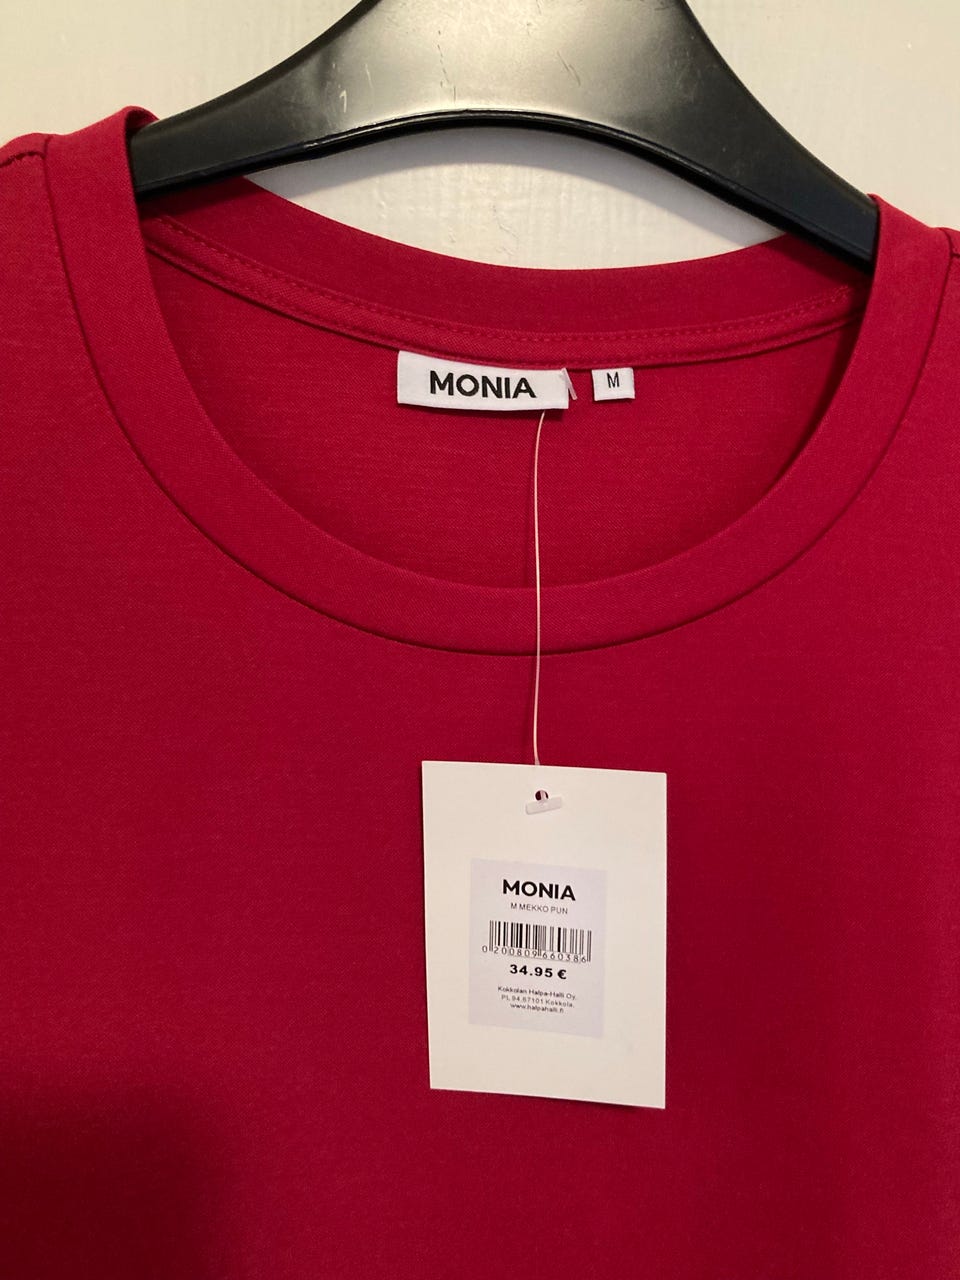 MONIA
M
MONIA
M MEKKO PUN
0 200809 660386
34.95 €
Kokkolan Halpa-Halli Oy,
PL 94,67101 Kokkola,
www.halpahalli.fi